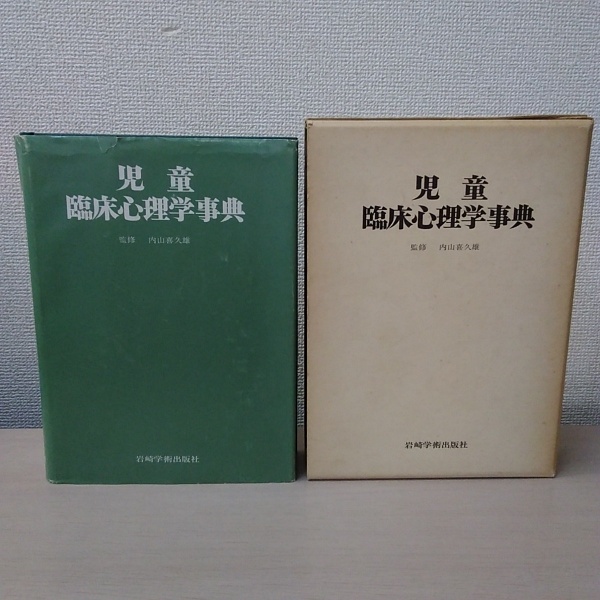 児童
臨床心理学事典
監修 内山喜久雄
岩崎学術出版社
児童
臨床心理学事典
監修 内山喜久雄
岩崎学術出版社